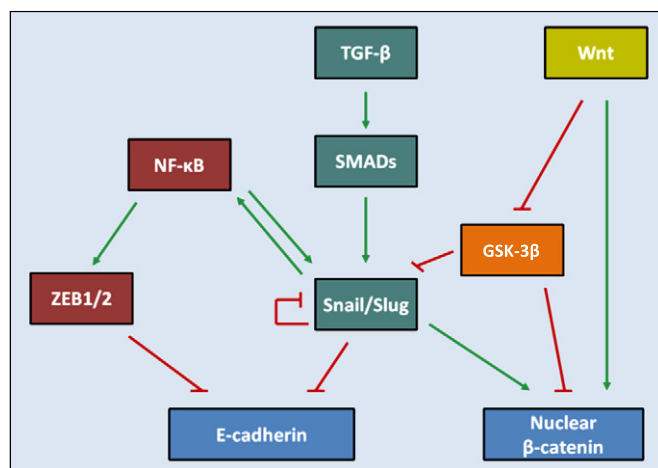 TGF-β
Wnt
NF-κB
SMADs
GSK-3β
ZEB1/2
Snail/Slug
E-cadherin
Nuclear
β-catenin